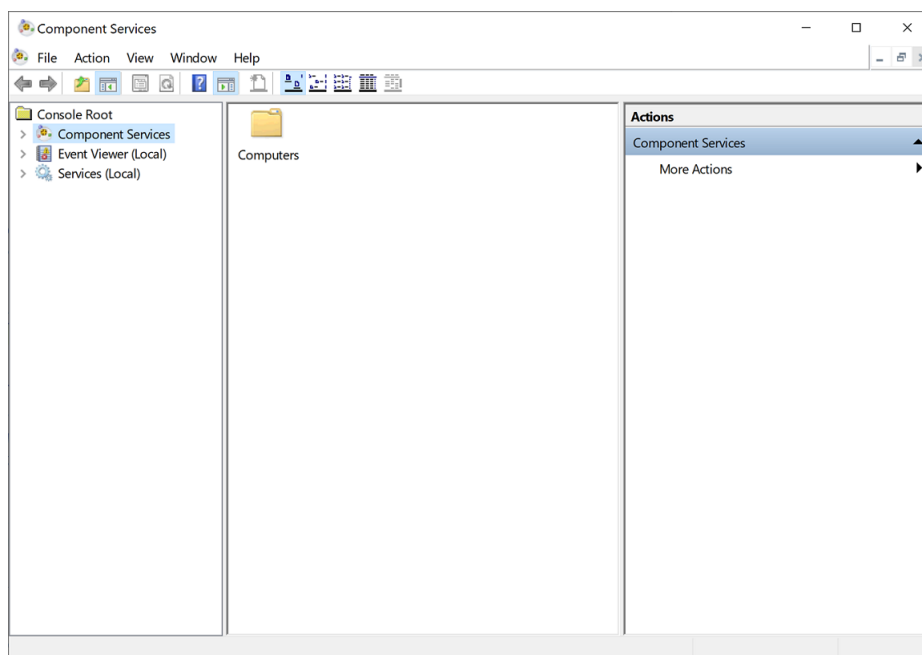 Component Services
File Action View Window Help
Console Root
Component Services
Event Viewer (Local)
Services (Local)
Computers
Actions
Component Services
More Actions